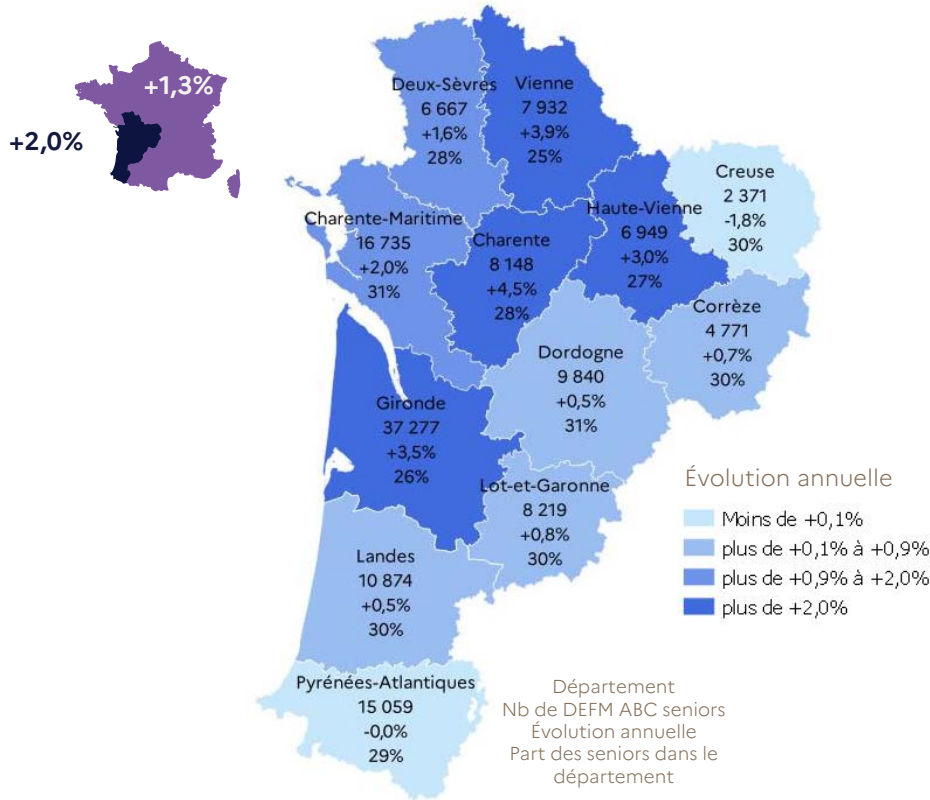 +1,3%
+2,0%
Deux-Sèvres
6 667
+1,6%
28%
Vienne
7 932
+3,9%
25%
Creuse
2 371
-1,8%
30%
Charente-Maritime
16 735
+2,0%
31%
Charente
8 148
+4,5%
28%
Haute-Vienne
6 949
+3,0%
27%
Corrèze
4 771
+0,7%
30%
Dordogne
9 840
+0,5%
31%
Gironde
37 277
+3,5%
26%
Lot-et-Garonne
8 219
+0,8%
30%
Landes
10 874
+0,5%
30%
Pyrénées-Atlantiques
15 059
-0,0%
29%
Évolution annuelle
Moins de +0,1%
plus de +0,1% à +0,9%
plus de +0,9% à +2,0%
plus de +2,0%
Département
Nb de DEFM ABC seniors
Évolution annuelle
Part des seniors dans le
département